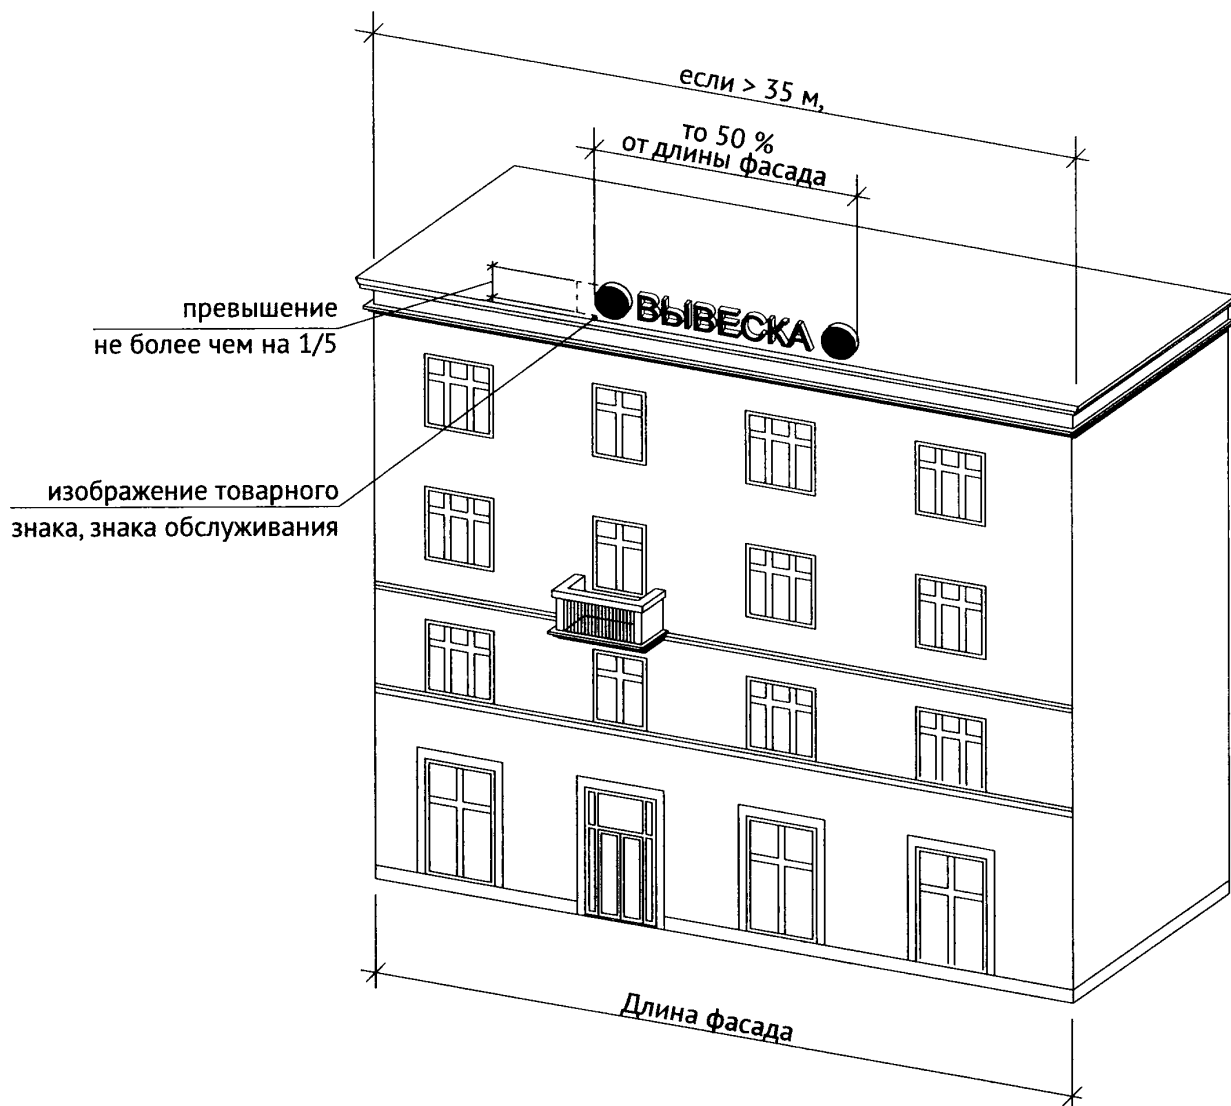 если > 35 м,
то 50 %
от длины фасада
ВЫВЕСКА
превышение
не более чем на 1/5
изображение товарного
знака, знака обслуживания
Длина фасада